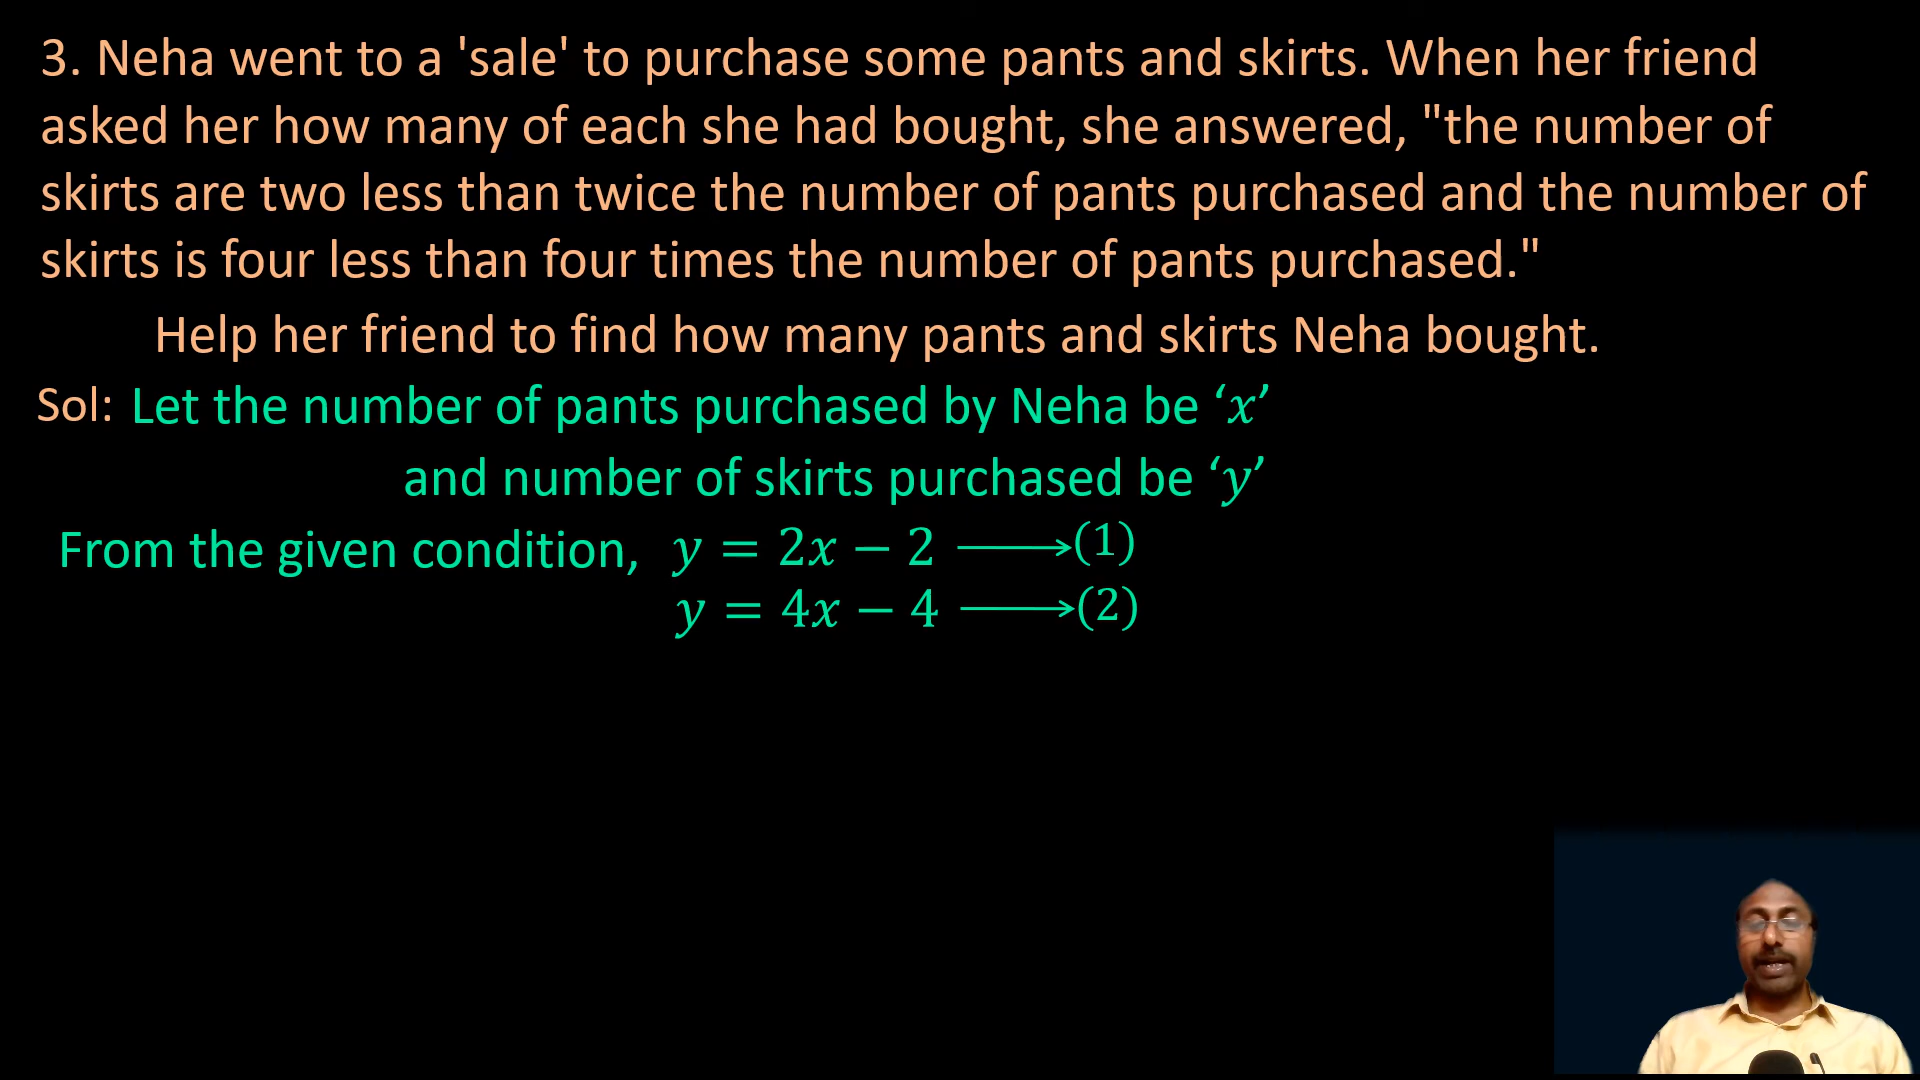 3. Neha went to a 'sale' to purchase some pants and skirts. When her friend
asked her how many of each she had bought, she answered, "the number of
skirts are two less than twice the number of pants purchased and the number of
skirts is four less than four times the number of pants purchased."
Help her friend to find how many pants and skirts Neha bought.
Sol: Let the number of pants purchased by Neha be ‘x’
and number of skirts purchased be ‘y’
From the given condition, y = 2x − 2 ⟶(1)
y = 4x − 4 ⟶(2)